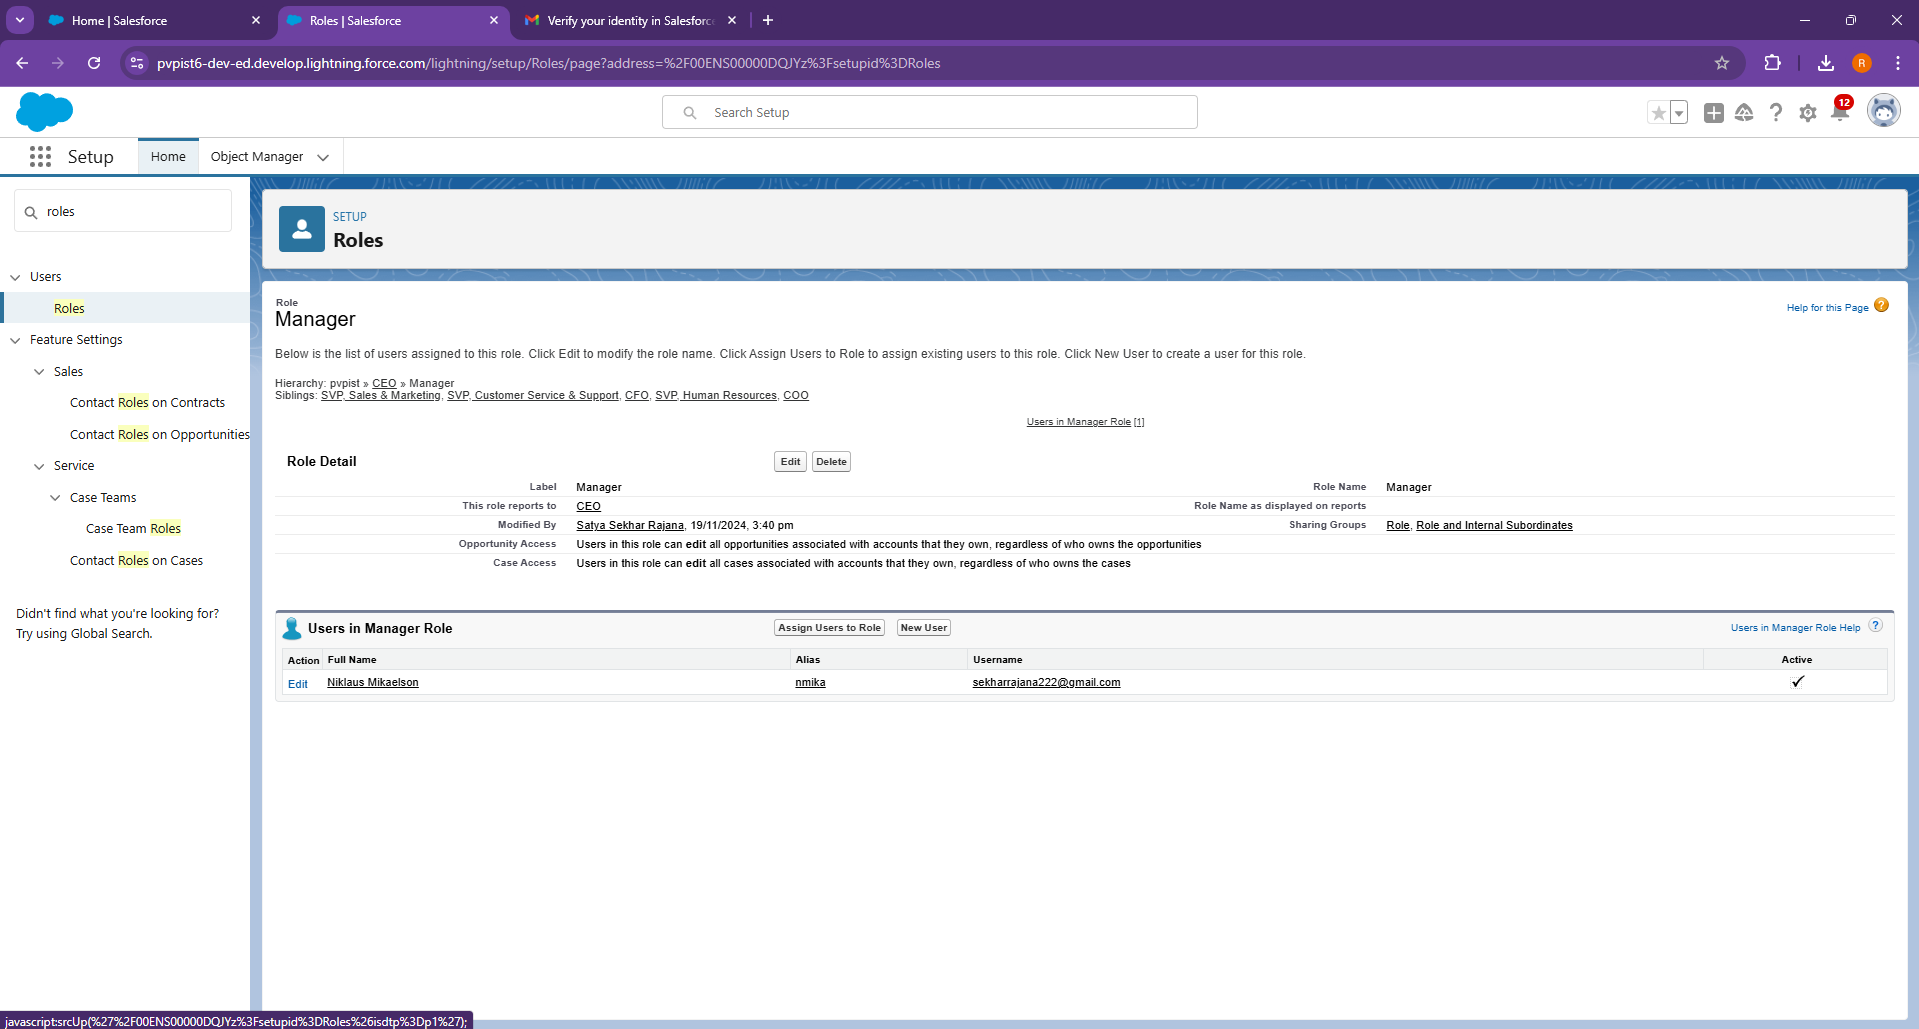 Home | Salesforce
Roles | Salesforce
Verify your identity in Salesforc
pvpist6-dev-ed.develop.lightning.force.com/lightning/setup/Roles/page?address=%2F00ENS00000DQJYz%3Fsetupid%3DRoles
R
Search Setup
12
Setup
Home
Object Manager
roles
Users
Roles
Feature Settings
Sales
Contact Roles on Contracts
Contact Roles on Opportunities
Service
Case Teams
Case Team Roles
Contact Roles on Cases
Didn't find what you're looking for?
Try using Global Search.
SETUP
Roles
Role
Manager
Help for this Page ?
Below is the list of users assigned to this role. Click Edit to modify the role name. Click Assign Users to Role to assign existing users to this role. Click New User to create a user for this role.
Hierarchy: pvpist » CEO » Manager
Siblings: SVP, Sales & Marketing, SVP, Customer Service & Support, CFO, SVP, Human Resources, COO
Users in Manager Role [1]
Role Detail Edit Delete
Label Manager Role Name Manager
This role reports to CEO Role Name as displayed on reports
Modified By Satya Sekhar Rajana, 19/11/2024, 3:40 pm Sharing Groups Role, Role and Internal Subordinates
Opportunity Access Users in this role can edit all opportunities associated with accounts that they own, regardless of who owns the opportunities
Case Access Users in this role can edit all cases associated with accounts that they own, regardless of who owns the cases
Users in Manager Role Assign Users to Role New User Users in Manager Role Help ?
Action Full Name Alias Username Active
Edit Niklaus Mikaelson nmika sekharrajana222@gmail.com
javascript:srcUp(%27%2F00ENS00000DQJYz%3Fsetupid%3DRoles%26isdtp%3Dp1%27);